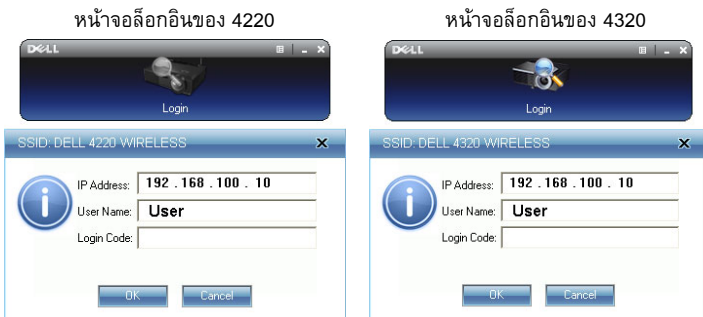 หน้าจอล็อกอินของ 4220
DELL
Login
SSID: DELL 4220 WIRELESS
IP Address: 192 . 168 . 100 . 10
User Name: User
Login Code:
OK Cancel
หน้าจอล็อกอินของ 4320
DELL
Login
SSID: DELL 4320 WIRELESS
IP Address: 192 . 168 . 100 . 10
User Name: User
Login Code:
OK Cancel